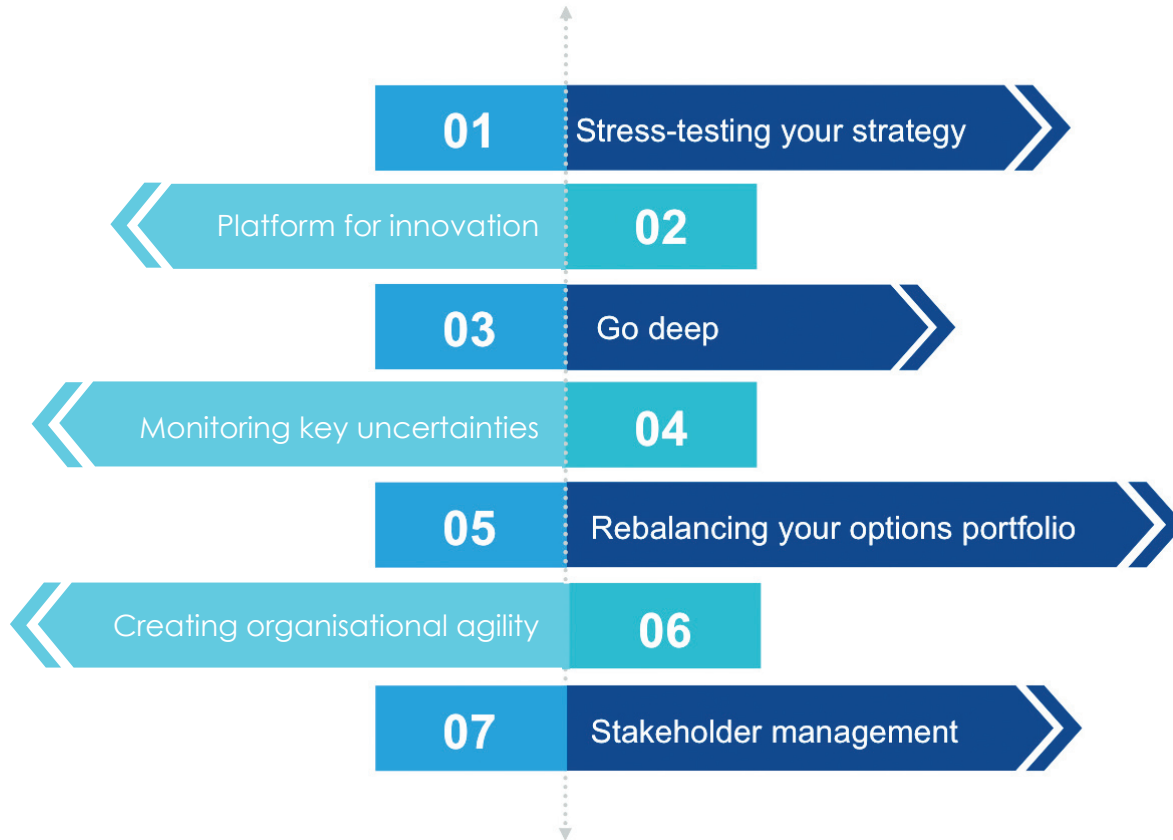 01 Stress-testing your strategy
Platform for innovation 02
03 Go deep
Monitoring key uncertainties 04
05 Rebalancing your options portfolio
Creating organisational agility 06
07 Stakeholder management